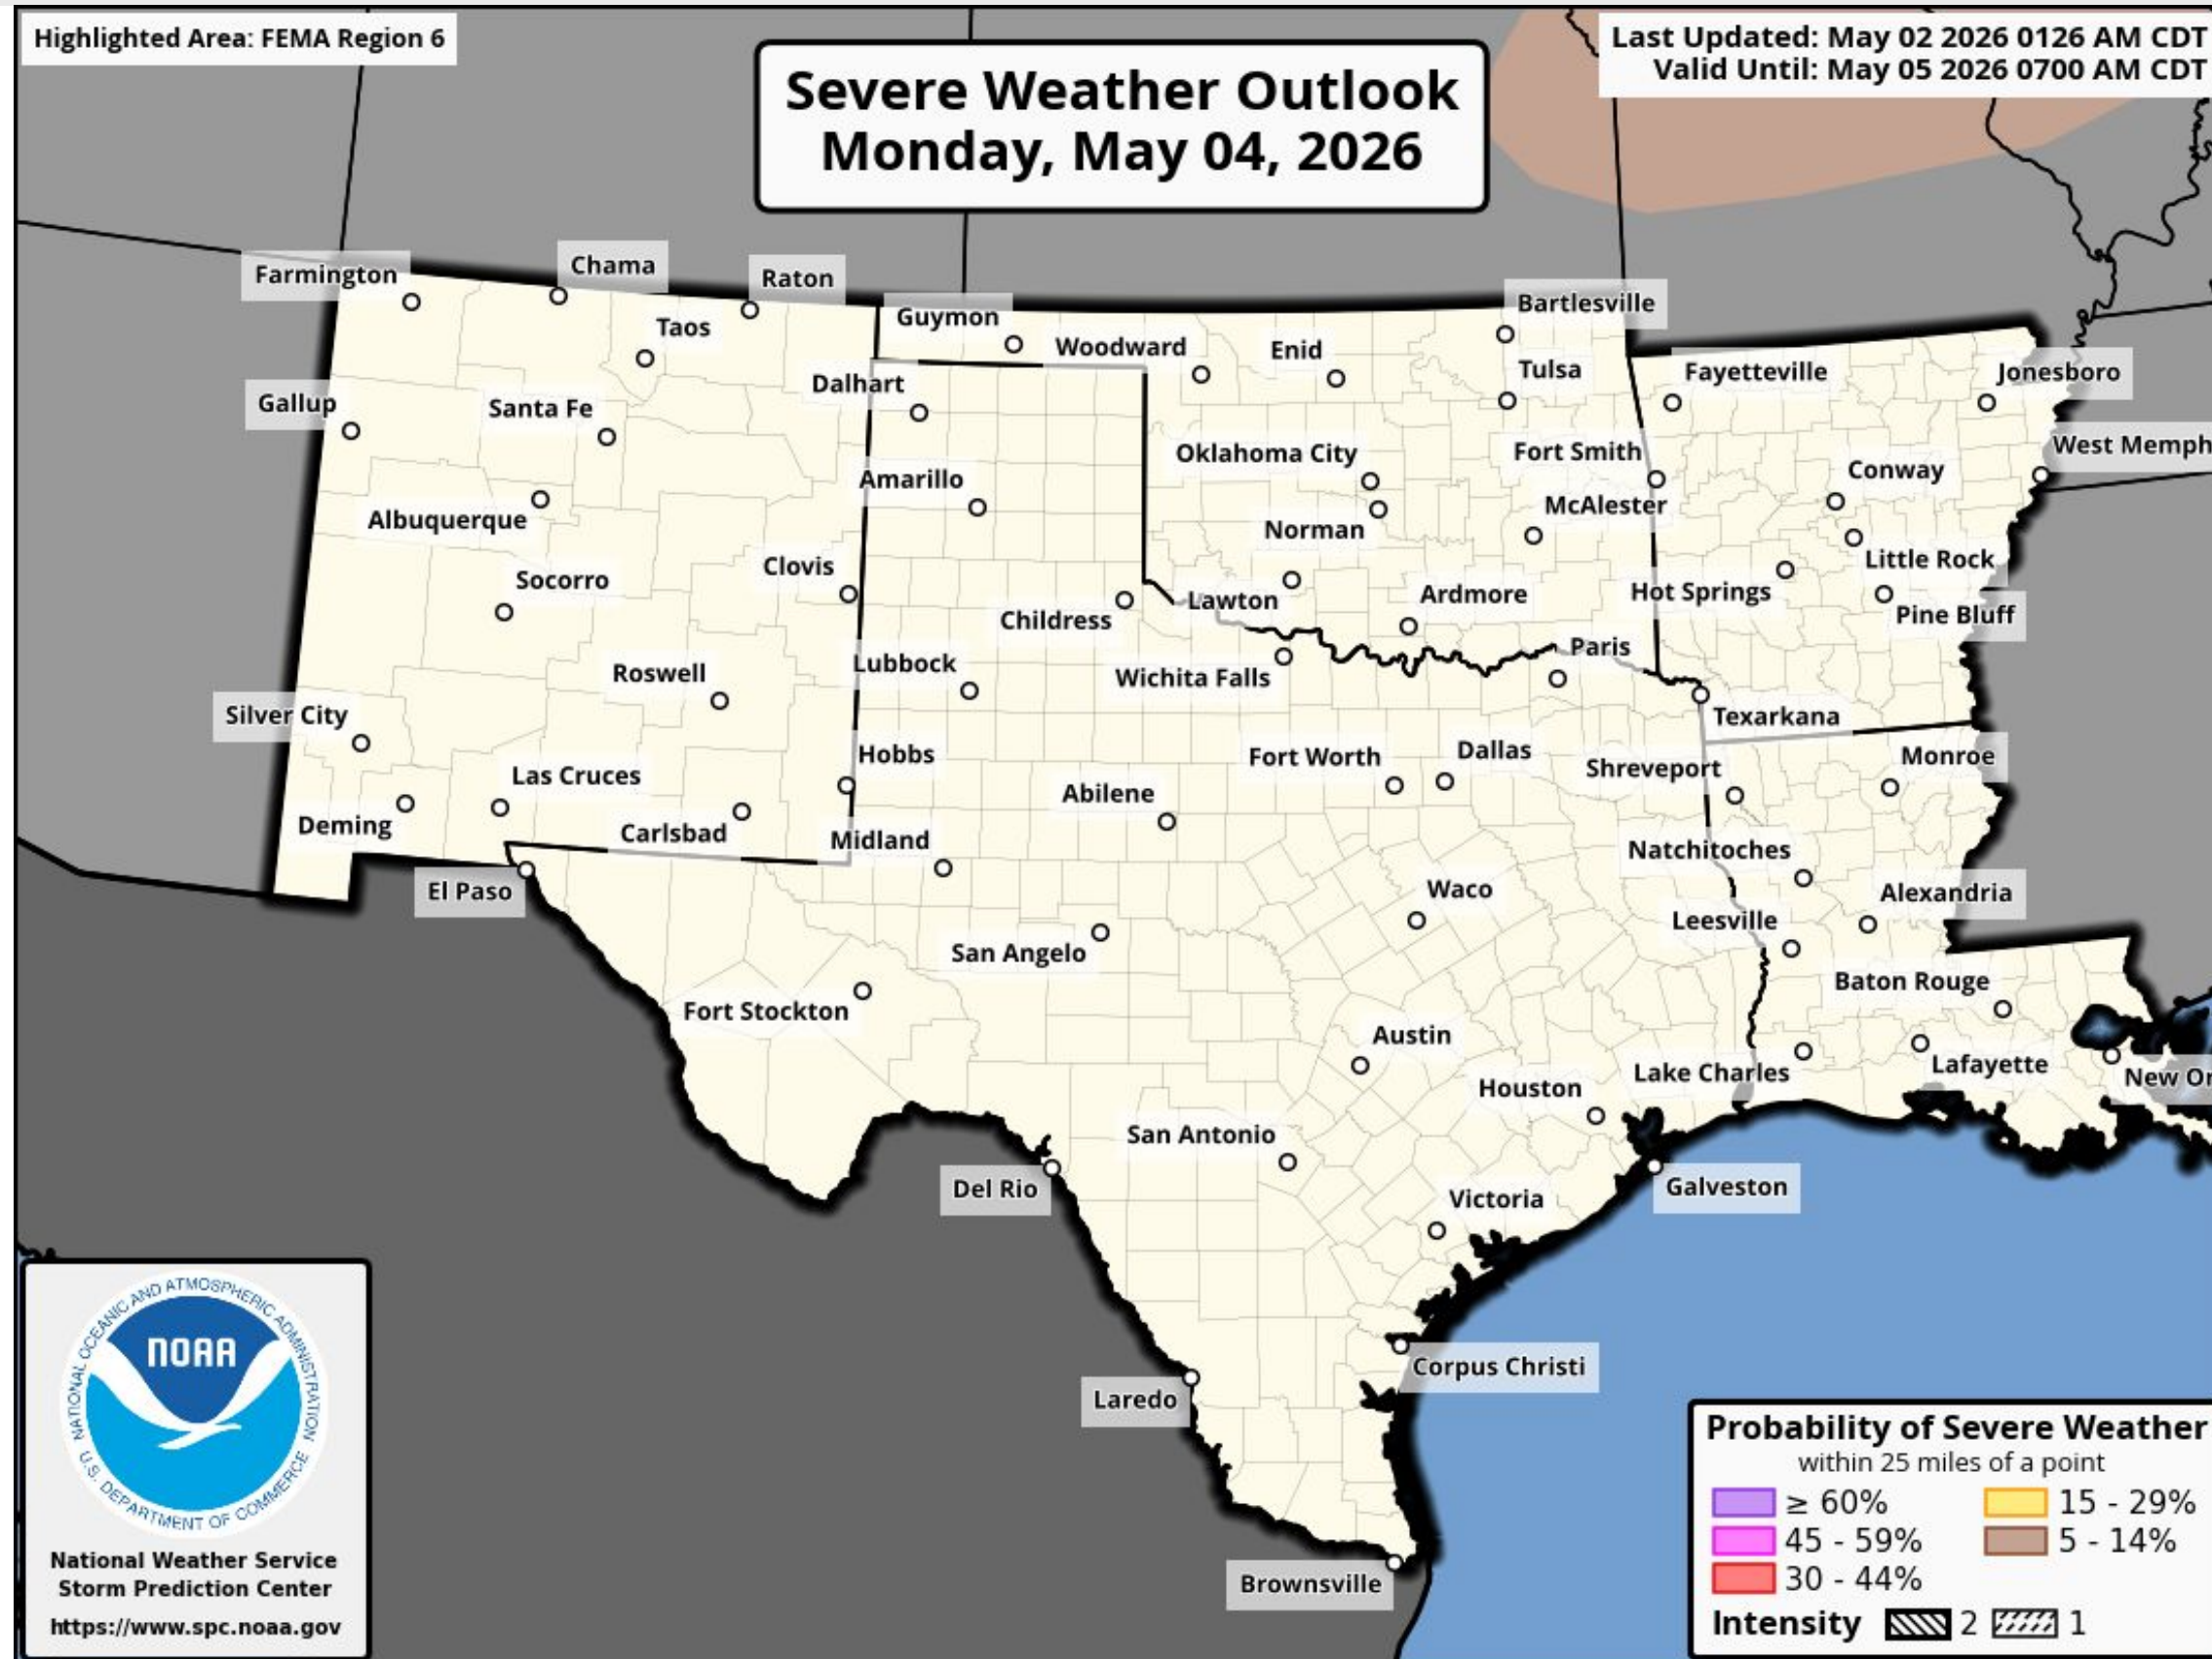 Highlighted Area: FEMA Region 6
Severe Weather Outlook
Monday, May 04, 2026
Last Updated: May 02 2026 0126 AM CDT
Valid Until: May 05 2026 0700 AM CDT
Farmington
Chama
Raton
Taos
Guymon
Woodward
Enid
Bartlesville
Tulsa
Fayetteville
Jonesboro
Gallup
Santa Fe
Dalhart
Oklahoma City
Fort Smith
West Memph
Conway
Amarillo
Albuquerque
Norman
McAlester
Little Rock
Socorro
Clovis
Childress
Lawton
Ardmore
Hot Springs
Pine Bluff
Roswell
Lubbock
Wichita Falls
Paris
Silver City
Texarkana
Las Cruces
Hobbs
Abilene
Fort Worth
Dallas
Shreveport
Monroe
Deming
Carlsbad
Midland
Natchitoches
El Paso
Waco
Alexandria
San Angelo
Leesville
Fort Stockton
Baton Rouge
Austin
Houston
Lake Charles
Lafayette
New Or
San Antonio
Del Rio
Galveston
Victoria
Corpus Christi
Laredo
Brownsville
NATIONAL OCEANIC AND ATMOSPHERIC ADMINISTRATION
NOAA
U.S. DEPARTMENT OF COMMERCE
National Weather Service
Storm Prediction Center
https://www.spc.noaa.gov
Probability of Severe Weather
within 25 miles of a point
≥ 60% 15 - 29%
45 - 59% 5 - 14%
30 - 44%
Intensity 2 1